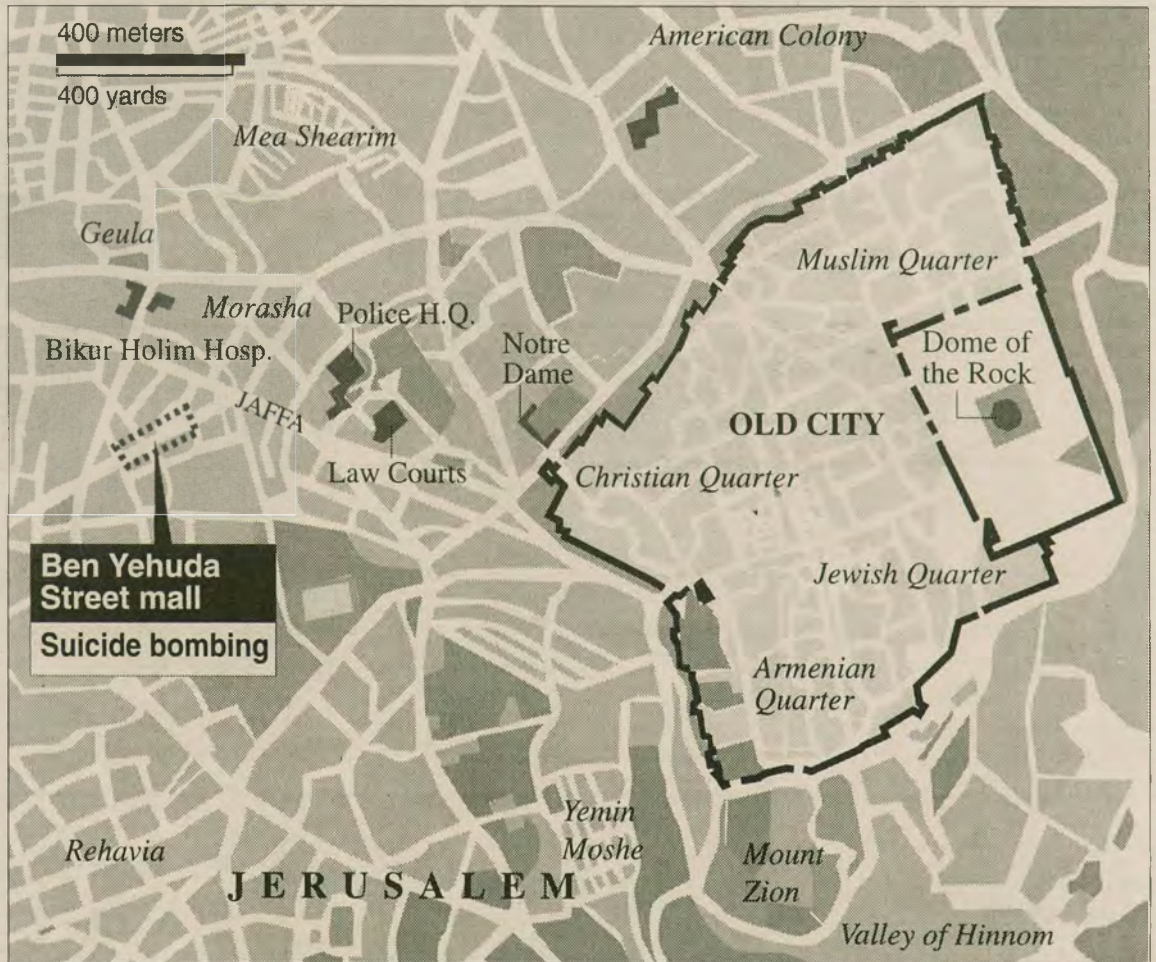 400 meters
400 yards
American Colony
Mea Shearim
Geula
Muslim Quarter
Morasha
Police H.Q.
Bikur Holim Hosp.
Notre
Dame
Dome of
the Rock
JAFFA
OLD CITY
Law Courts
Christian Quarter
Ben Yehuda
Street mall
Suicide bombing
Jewish Quarter
Armenian
Quarter
Yemin
Moshe
Rehavia
Mount
Zion
JERUSALEM
Valley of Hinnom